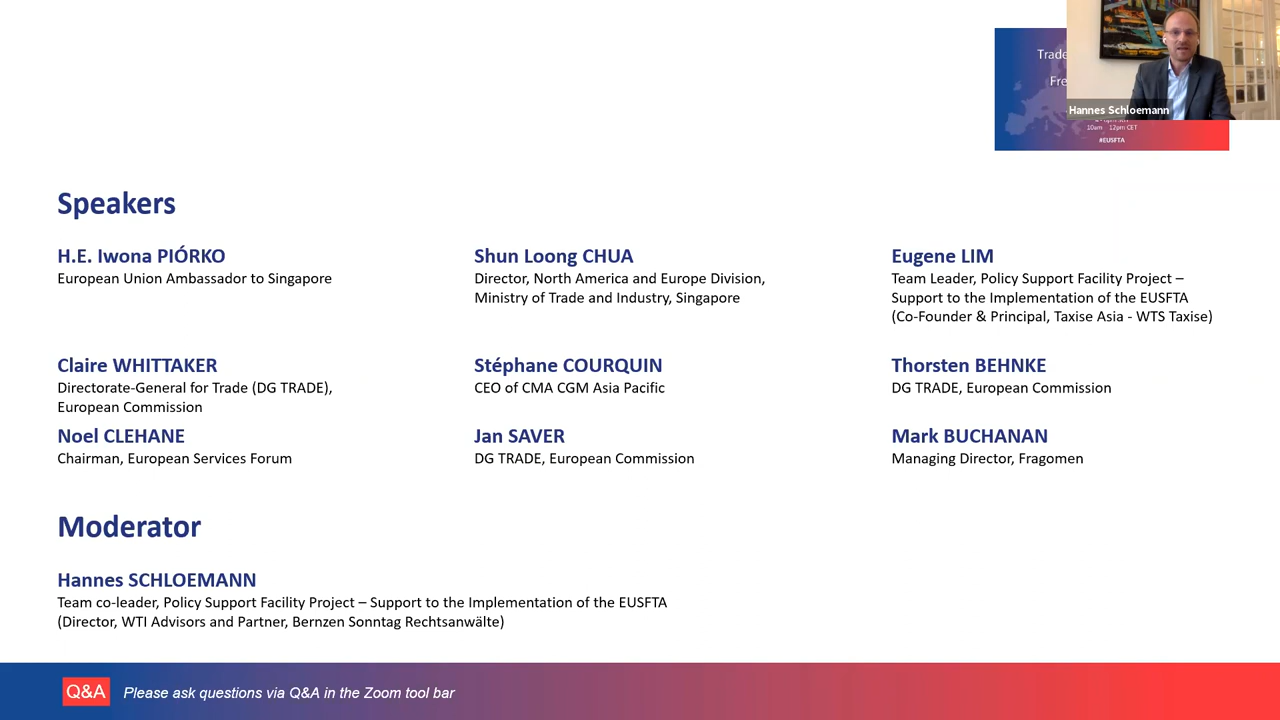 Trade
Fre
Hannes Schloemann
10am 12pm CET
#EUSFTA
Speakers
H.E. Iwona PIÓRKO
European Union Ambassador to Singapore
Shun Loong CHUA
Director, North America and Europe Division,
Ministry of Trade and Industry, Singapore
Eugene LIM
Team Leader, Policy Support Facility Project –
Support to the Implementation of the EUSFTA
(Co-Founder & Principal, Taxise Asia - WTS Taxise)
Claire WHITTAKER
Directorate-General for Trade (DG TRADE),
European Commission
Stéphane COURQUIN
CEO of CMA CGM Asia Pacific
Thorsten BEHNKE
DG TRADE, European Commission
Noel CLEHANE
Chairman, European Services Forum
Jan SAVER
DG TRADE, European Commission
Mark BUCHANAN
Managing Director, Fragomen
Moderator
Hannes SCHLOEMANN
Team co-leader, Policy Support Facility Project – Support to the Implementation of the EUSFTA
(Director, WTI Advisors and Partner, Bernzen Sonntag Rechtsanwälte)
Q&A Please ask questions via Q&A in the Zoom tool bar